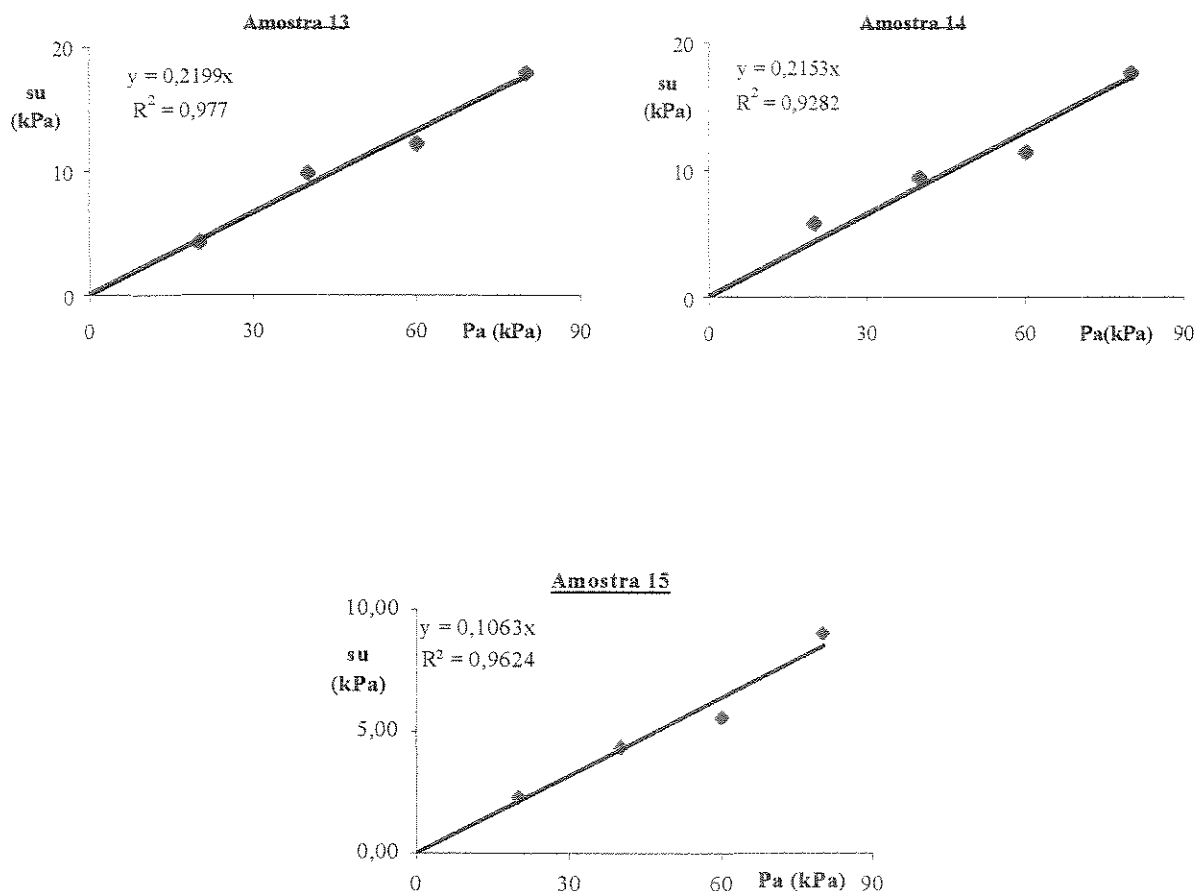 Amostra 13
20
y = 0,2199x
R² = 0,977
su
(kPa)
10
0
0 30 60 Pa (kPa) 90
Amostra 14
20
y = 0,2153x
R² = 0,9282
su
(kPa)
10
0
0 30 60 Pa(kPa) 90
Amostra 15
10,00
y = 0,1063x
R² = 0,9624
su
(kPa)
5,00
0,00
0 30 60 Pa (kPa) 90